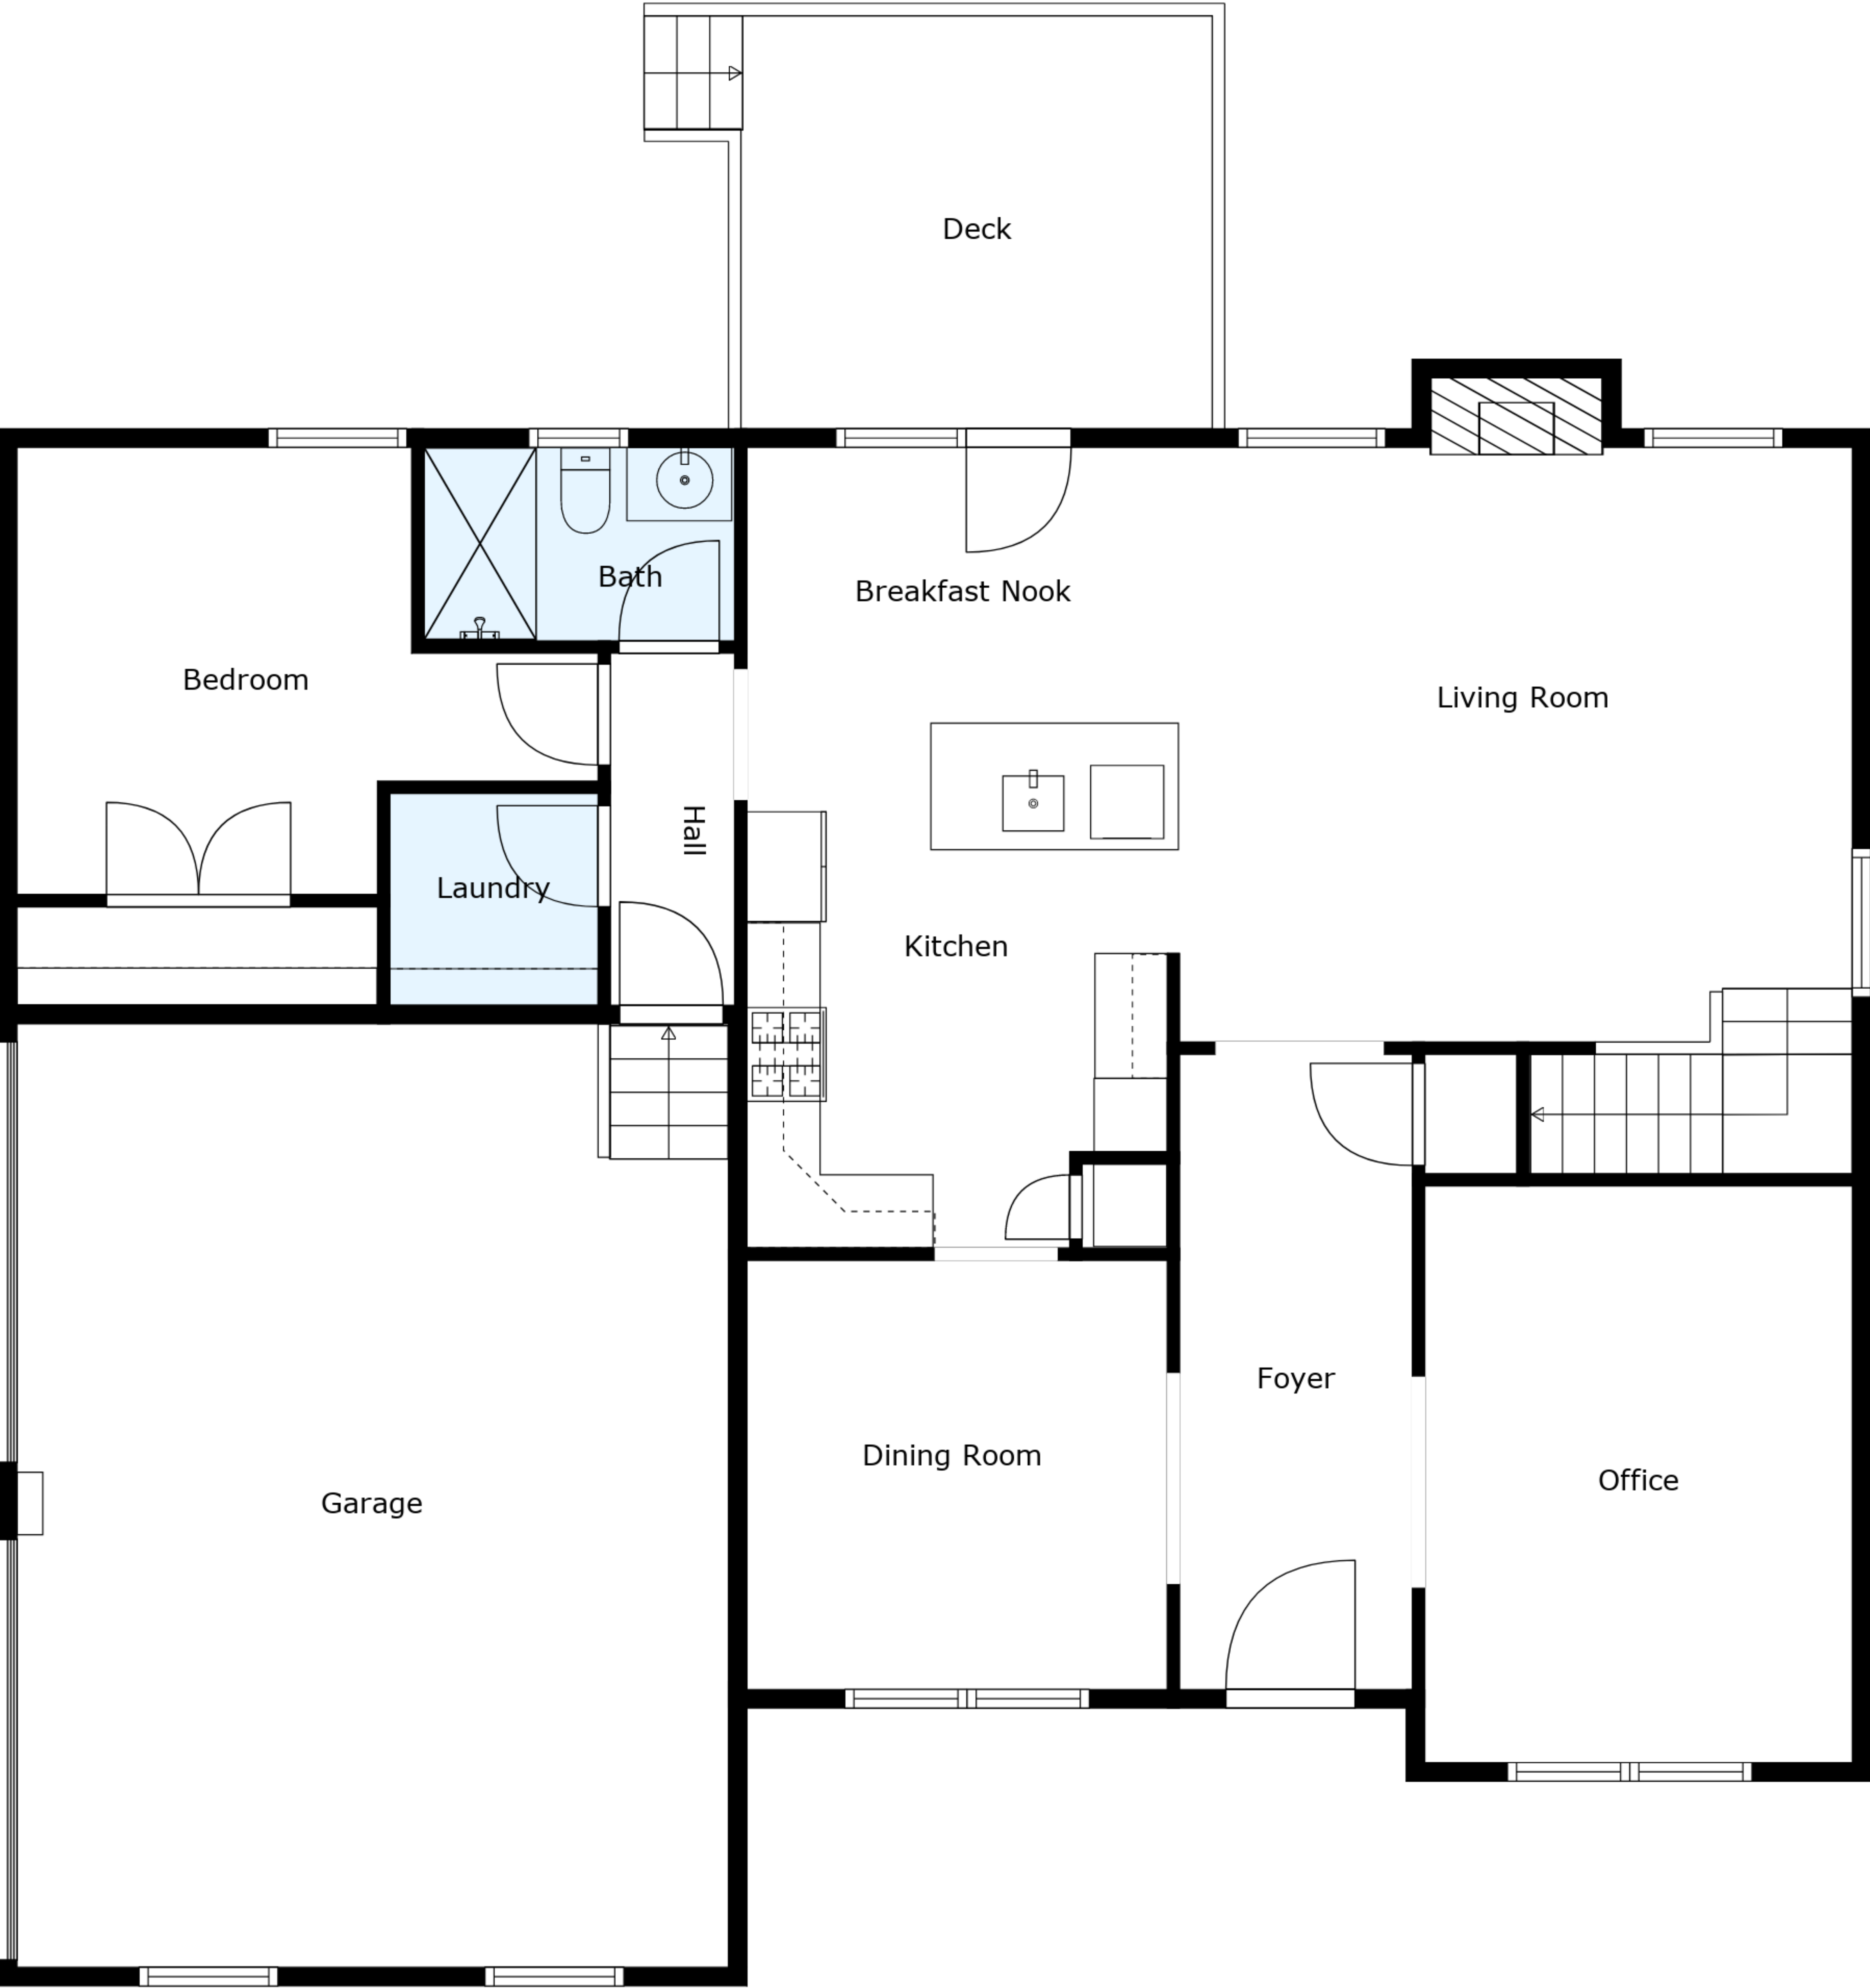 Deck
Bath
Breakfast Nook
Bedroom
Living Room
Hall
Laundry
Kitchen
Foyer
Dining Room
Office
Garage